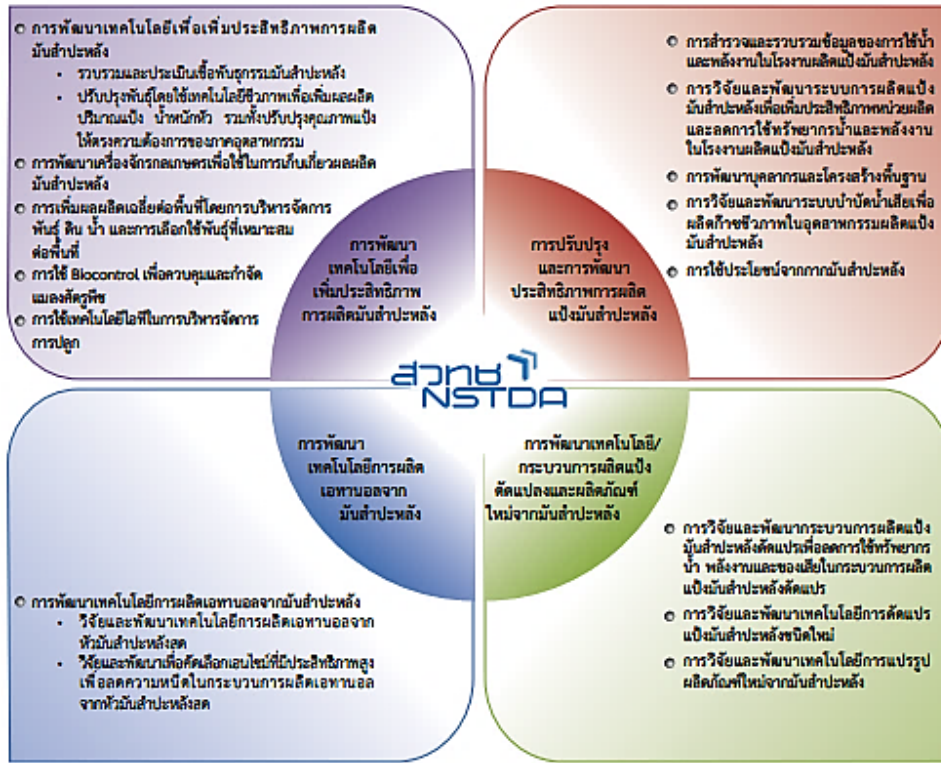 การพัฒนาเทคโนโลยีเพื่อเพิ่มประสิทธิภาพการผลิต
มันสำปะหลัง
• รวบรวมและประเมินเชื้อพันธุกรรมมันสำปะหลัง
• ปรับปรุงพันธุ์โดยใช้เทคโนโลยีชีวภาพเพื่อเพิ่มผลผลิต
ปริมาณแป้ง น้ำหนักหัว รวมทั้งปรับปรุงคุณภาพแป้ง
ให้ตรงความต้องการของภาคอุตสาหกรรม
การพัฒนาเครื่องจักรกลเกษตรเพื่อใช้ในการเก็บเกี่ยวผลผลิต
มันสำปะหลัง
การเพิ่มผลผลิตเฉลี่ยต่อพื้นที่โดยการบริหารจัดการ
พันธุ์ ดิน น้ำ และการเลือกใช้พันธุ์ที่เหมาะสม
ต่อพื้นที่
การใช้ Biocontrol เพื่อควบคุมและกำจัด
แมลงศัตรูพืช
การใช้เทคโนโลยีไอทีในการบริหารจัดการ
การปลูก
การพัฒนา
เทคโนโลยีเพื่อ
เพิ่มประสิทธิภาพ
การผลิตมันสำปะหลัง
การสำรวจและรวบรวมข้อมูลของการใช้น้ำ
และพลังงานในโรงงานผลิตแป้งมันสำปะหลัง
การวิจัยและพัฒนาระบบการผลิตแป้ง
มันสำปะหลังเพื่อเพิ่มประสิทธิภาพหน่วยผลิต
และลดการใช้ทรัพยากรน้ำและพลังงาน
ในโรงงานผลิตแป้งมันสำปะหลัง
การพัฒนาบุคลากรและโครงสร้างพื้นฐาน
การวิจัยและพัฒนาระบบบำบัดน้ำเสียเพื่อ
ผลิตก๊าซชีวภาพในอุตสาหกรรมผลิตแป้ง
มันสำปะหลัง
การใช้ประโยชน์จากกากมันสำปะหลัง
การปรับปรุง
และการพัฒนา
ประสิทธิภาพการผลิต
แป้งมันสำปะหลัง
สวทช
NSTDA
การพัฒนา
เทคโนโลยีการผลิต
เอทานอลจาก
มันสำปะหลัง
การพัฒนาเทคโนโลยีการผลิตเอทานอลจากมันสำปะหลัง
• วิจัยและพัฒนาเทคโนโลยีการผลิตเอทานอลจาก
หัวมันสำปะหลังสด
• วิจัยและพัฒนาเพื่อคัดเลือกเอนไซม์ที่มีประสิทธิภาพสูง
เพื่อลดความหนืดในกระบวนการผลิตเอทานอล
จากหัวมันสำปะหลังสด
การพัฒนาเทคโนโลยี/
กระบวนการผลิตแป้ง
ดัดแปลงและผลิตภัณฑ์
ใหม่จากมันสำปะหลัง
การวิจัยและพัฒนากระบวนการผลิตแป้ง
มันสำปะหลังดัดแปรเพื่อลดการใช้ทรัพยากร
น้ำ พลังงานและของเสียในกระบวนการผลิต
แป้งมันสำปะหลังดัดแปร
การวิจัยและพัฒนาเทคโนโลยีการดัดแปร
แป้งมันสำปะหลังชนิดใหม่
การวิจัยและพัฒนาเทคโนโลยีการแปรรูป
ผลิตภัณฑ์ใหม่จากมันสำปะหลัง